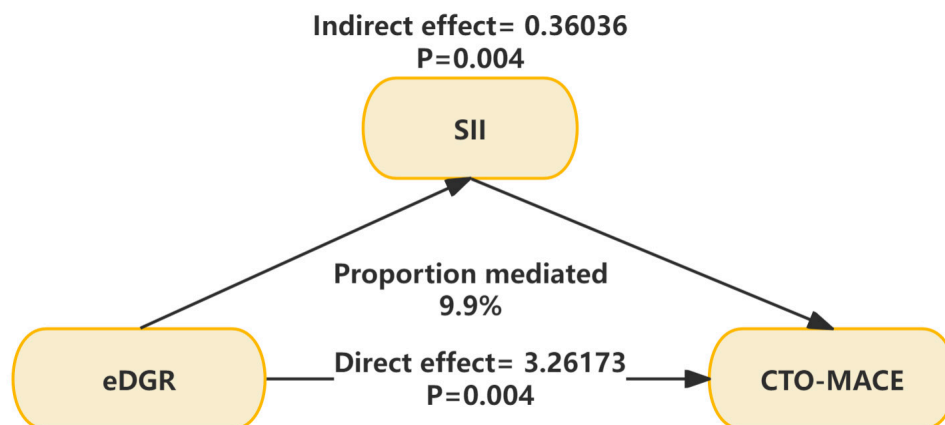 Indirect effect= 0.36036
P=0.004
SII
Proportion mediated
9.9%
eDGR
Direct effect= 3.26173
P=0.004
CTO-MACE